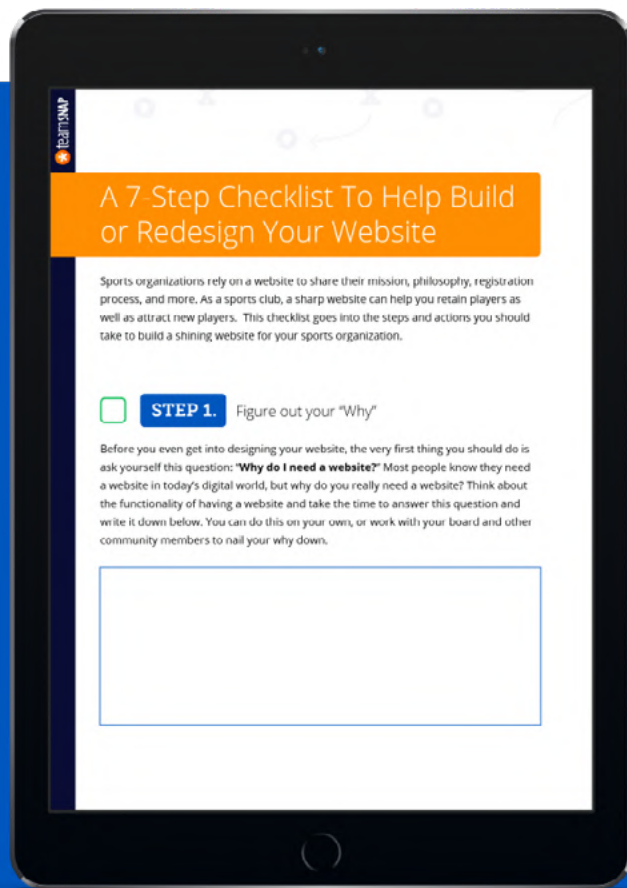 teamSNAP
A 7-Step Checklist To Help Build
or Redesign Your Website
Sports organizations rely on a website to share their mission, philosophy, registration
process, and more. As a sports club, a sharp website can help you retain players as
well as attract new players. This checklist goes into the steps and actions you should
take to build a shining website for your sports organization.
STEP 1. Figure out your "Why"
Before you even get into designing your website, the very first thing you should do is
ask yourself this question: "Why do I need a website?" Most people know they need
a website in today's digital world, but why do you really need a website? Think about
the functionality of having a website and take the time to answer this question and
write it down below. You can do this on your own, or work with your board and other
community members to nail your why down.